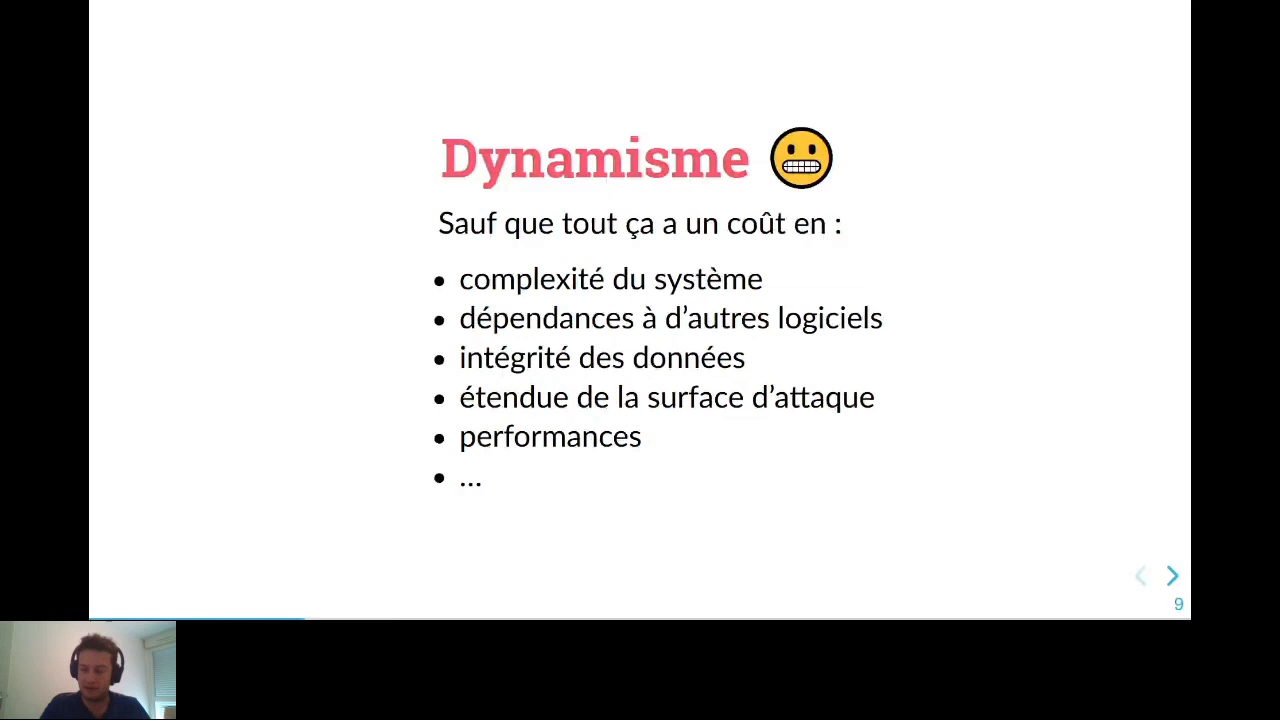 Dynamisme 😬
Sauf que tout ça a un coût en :
• complexité du système
• dépendances à d’autres logiciels
• intégrité des données
• étendue de la surface d’attaque
• performances
• ...
9